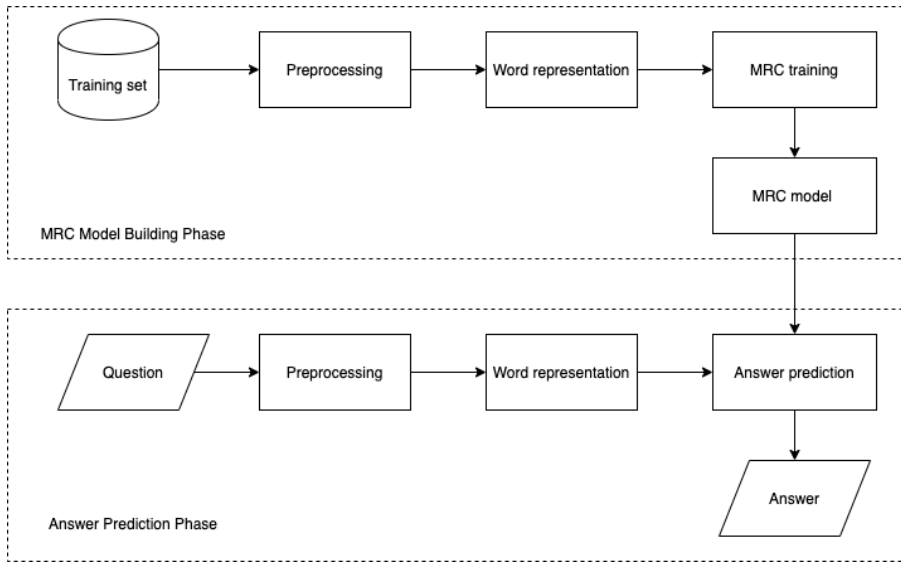 Training set
Preprocessing
Word representation
MRC training
MRC model
MRC Model Building Phase
Question
Preprocessing
Word representation
Answer prediction
Answer
Answer Prediction Phase